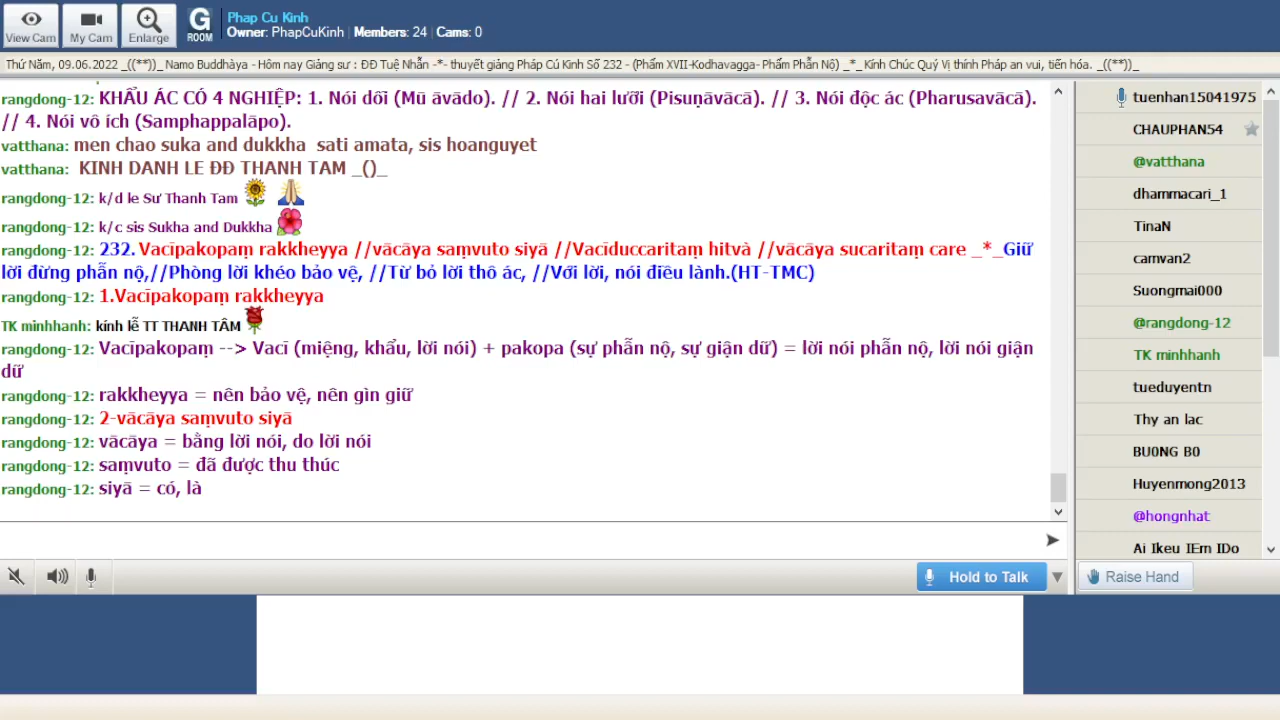 View Cam
My Cam
Enlarge
G
ROOM
Phap Cu Kinh
Owner: PhapCuKinh | Members: 24 | Cams: 0
Thứ Năm, 09.06.2022 _((**))_ Namo Buddhàya - Hôm nay Giảng sư : ĐĐ Tuệ Nhẫn -*- thuyết giảng Pháp Cú Kinh Số 232 - (Phẩm XVII-Kodhavagga- Phẩm Phẫn Nộ) _*_ Kính Chúc Quý Vị thính Pháp an vui, tiến hóa. _((**))_
rangdong-12: KHẨU ÁC CÓ 4 NGHIỆP: 1. Nói dối (Mū āvādo). // 2. Nói hai lưỡi (Pisuṇāvācā). // 3. Nói độc ác (Pharusavācā).
// 4. Nói vô ích (Samphappalāpo).
vatthana: men chao suka and dukkha sati amata, sis hoanguyet
vatthana: KINH DANH LE ĐĐ THANH TAM _()_
rangdong-12: k/d le Sư Thanh Tam
rangdong-12: k/c sis Sukha and Dukkha
rangdong-12: 232. Vacīpakopaṃ rakkheyya //vācāya saṃvuto siyā //Vacīduccaritaṃ hitvà //vācāya sucaritaṃ care _*_Giữ
lời đừng phẫn nộ,//Phòng lời khéo bảo vệ, //Từ bỏ lời thô ác, //Với lời, nói điều lành.(HT-TMC)
rangdong-12: 1.Vacīpakopaṃ rakkheyya
TK minhhanh: kính lễ TT THANH TÂM
rangdong-12: Vacīpakopaṃ --> Vacī (miệng, khẩu, lời nói) + pakopa (sự phẫn nộ, sự giận dữ) = lời nói phẫn nộ, lời nói giận
dữ
rangdong-12: rakkheyya = nên bảo vệ, nên gìn giữ
rangdong-12: 2-vācāya saṃvuto siyā
rangdong-12: vācāya = bằng lời nói, do lời nói
rangdong-12: saṃvuto = đã được thu thúc
rangdong-12: siyā = có, là
tuenhan15041975
CHAUPHAN54
@vatthana
dhammacari_1
TinaN
camvan2
Suongmai000
@rangdong-12
TK minhhanh
tueduyentn
Thy an lac
BU0NG B0
Huyenmong2013
@hongnhat
Ai Ikeu IEm IDo
Hold to Talk
Raise Hand